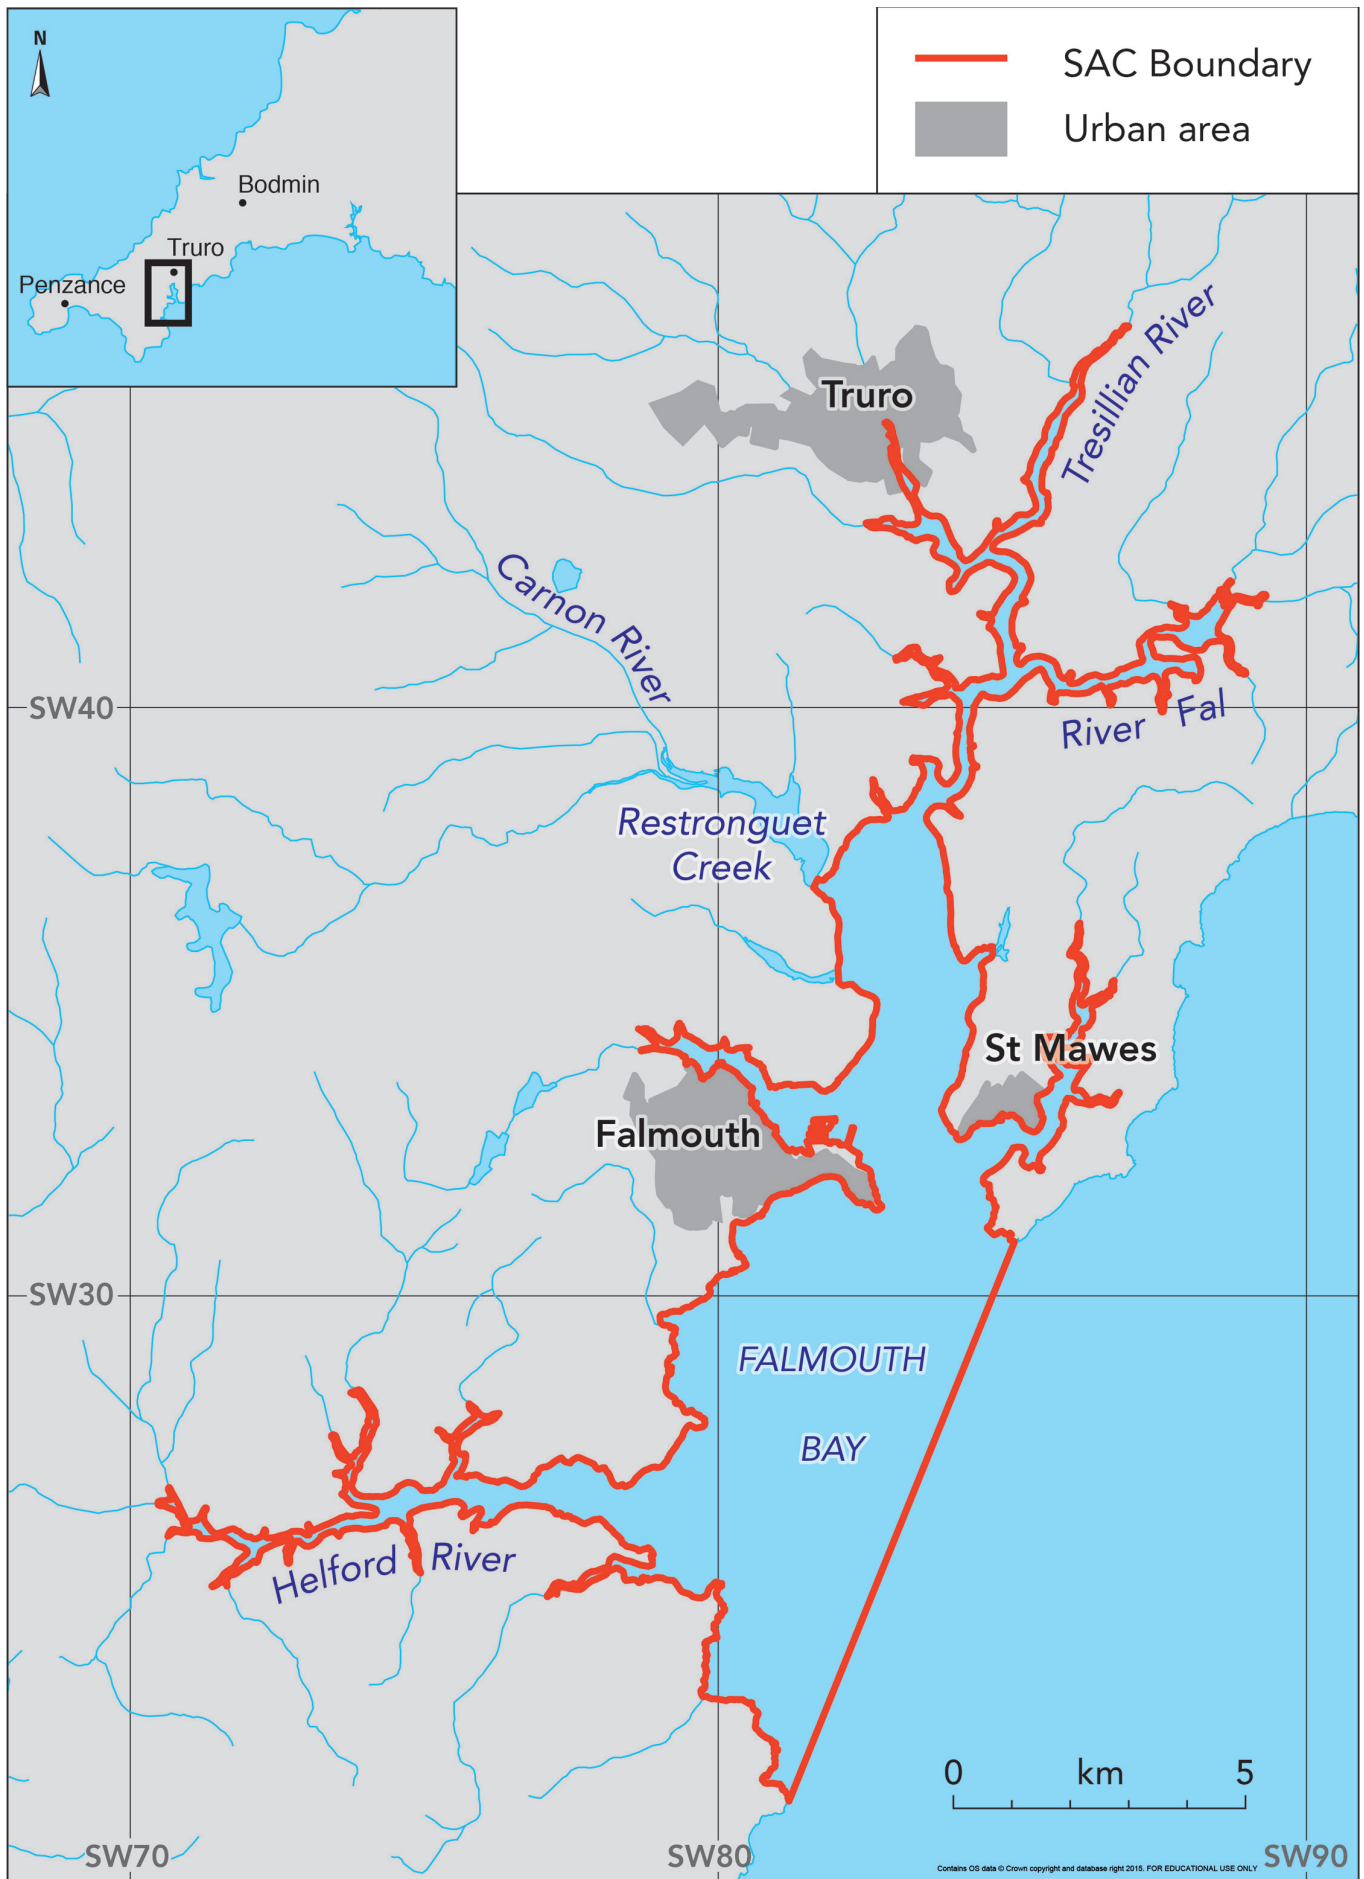 N
Bodmin
Truro
Penzance
SAC Boundary
Urban area
Truro
Tresillian River
Carnon River
SW40
River Fal
Restronguet
Creek
St Mawes
Falmouth
SW30
FALMOUTH
BAY
Helford River
0 km 5
SW70
SW80
SW90
Contains OS data © Crown copyright and database right 2015. FOR EDUCATIONAL USE ONLY